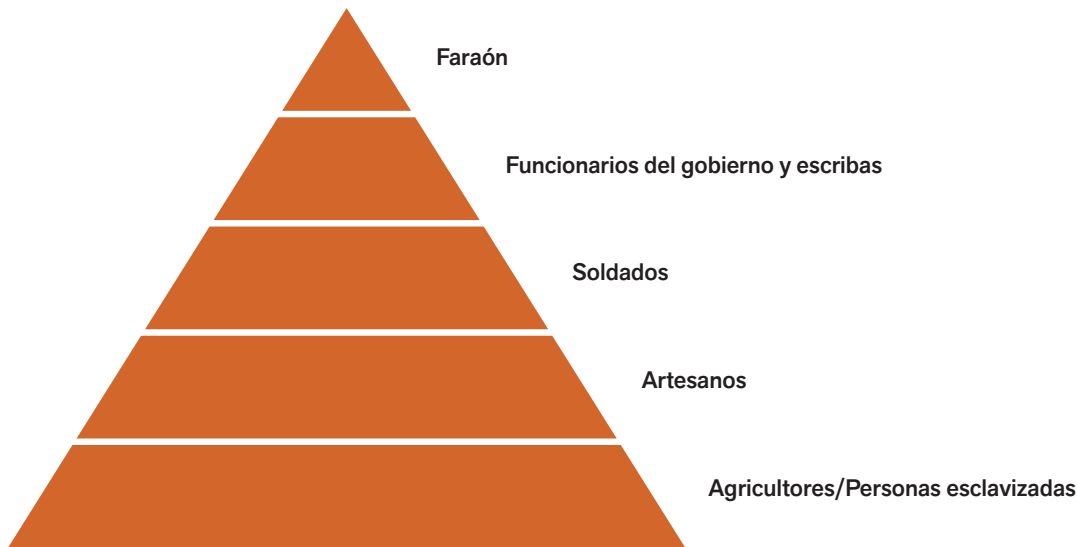 Faraón
Funcionarios del gobierno y escribas
Soldados
Artesanos
Agricultores/Personas esclavizadas